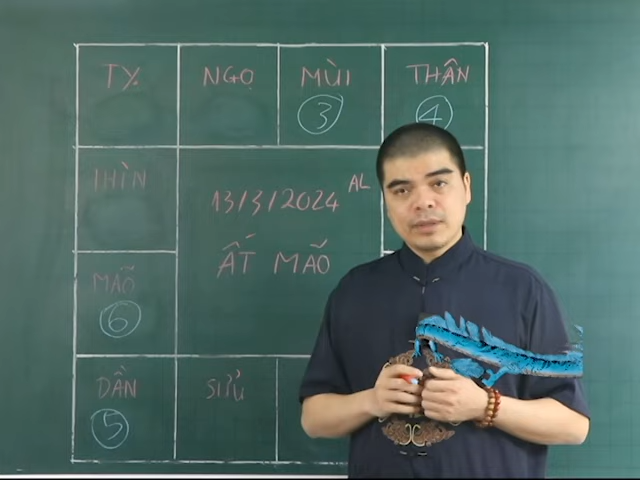 TỴ NGỌ MÙI THÂN
3 4
THÌN
13/3/2024 AL
ẤT MÃO
MÃO
6
DẦN SỬU
5